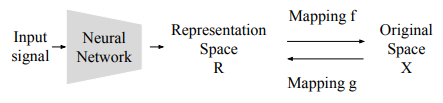 Input
signal
Neural
Network
Representation
Space
R
Mapping f
Mapping g
Original
Space
X